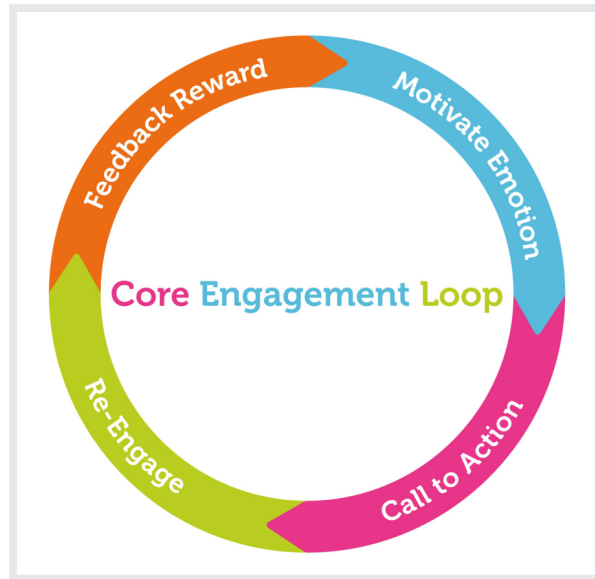 Feedback Reward
Motivate Emotion
Core Engagement Loop
Re-Engage
Call to Action